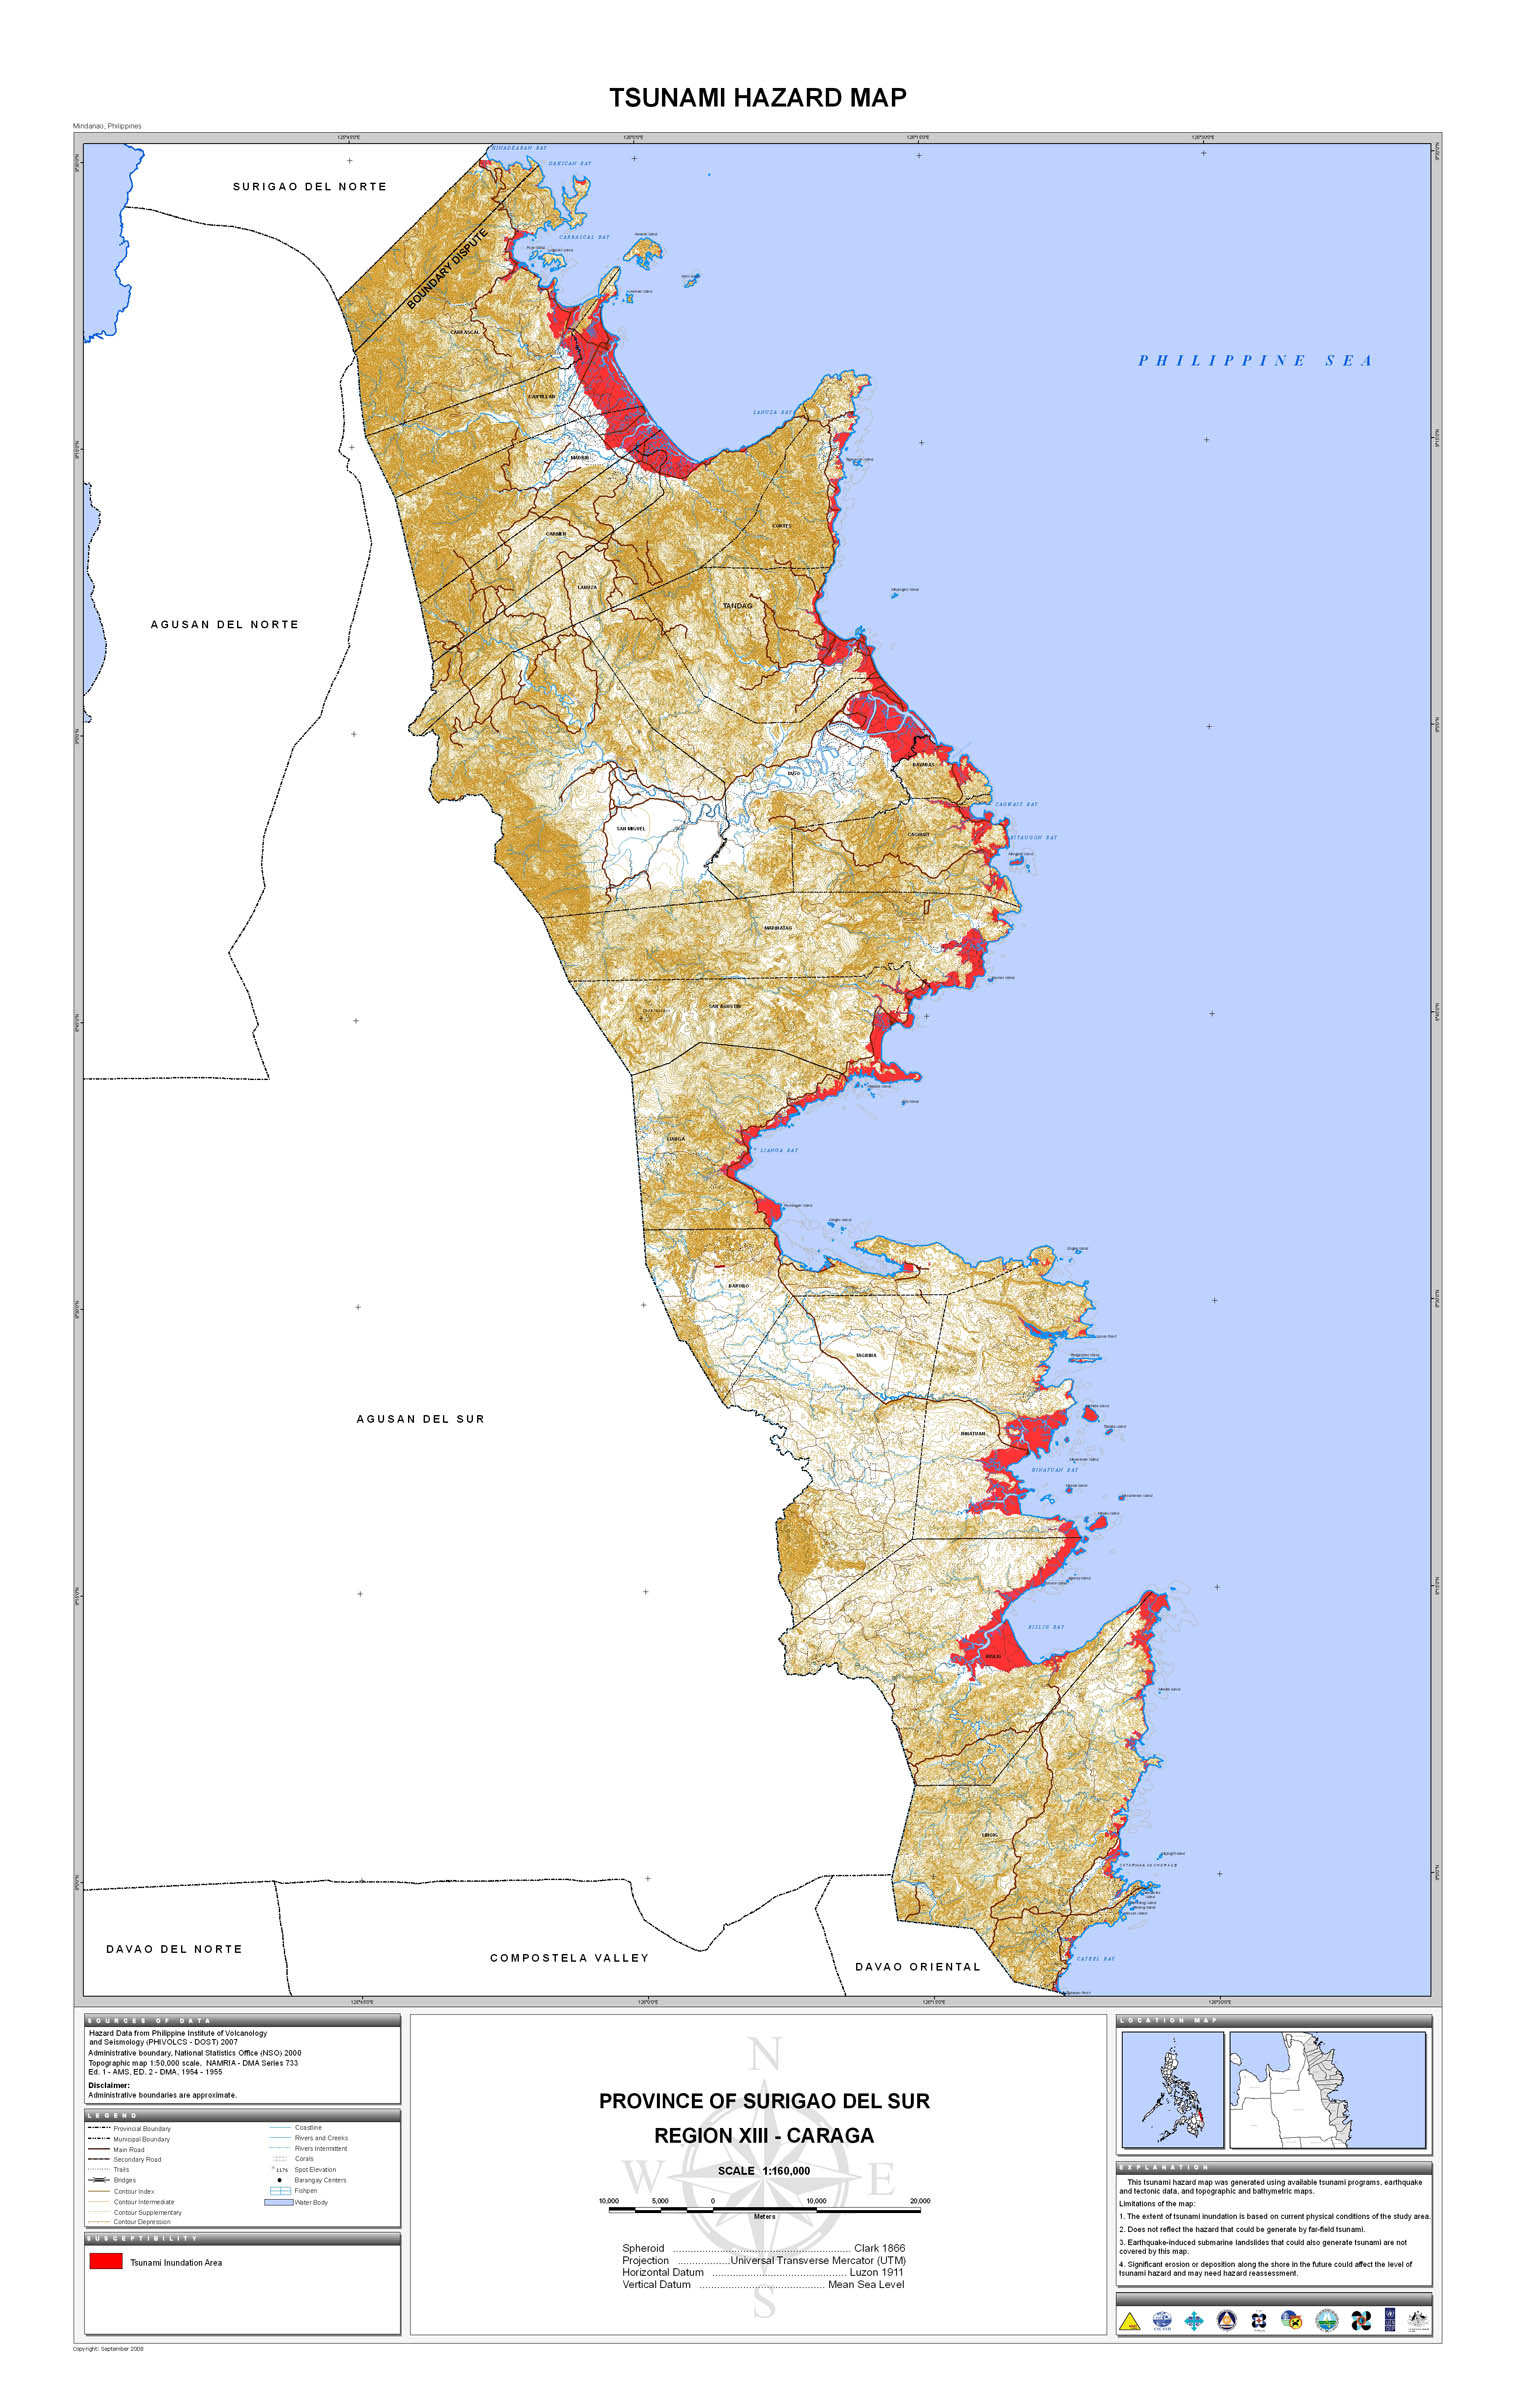 TSUNAMI HAZARD MAP
Mindanao, Philippines
HINADKABAN BAY
DAHICAN BAY
SURIGAO DEL NORTE
CARRASCAL BAY
BOUNDARY DISPUTE
CARRASCAL
PHILIPPINE SEA
CANTILAN
LANUZA BAY
MADRID
CORTES
CARMEN
LANUZA
TANDAG
AGUSAN DEL NORTE
BAYABAS
TAGO
CAGWAIT BAY
SAN MIGUEL
CAGWAIT
BITAUGON BAY
MARIHATAG
SAN AGUSTIN
LIANGA
LIANGA BAY
BAROBO
TAGBINA
AGUSAN DEL SUR
HINATUAN
HINATUAN BAY
BISLIG BAY
BISLIG
LINGIG
CATEEL BAY
DAVAO DEL NORTE
COMPOSTELA VALLEY
DAVAO ORIENTAL
SOURCES OF DATA
Hazard Data from Philippine Institute of Volcanology
and Seismology (PHIVOLCS - DOST) 2007
Administrative boundary, National Statistics Office (NSO) 2000
Topographic map 1:50,000 scale, NAMRIA - DMA Series 733
Ed. 1 - AMS, ED. 2 - DMA, 1954 - 1955
Disclaimer:
Administrative boundaries are approximate.
LEGEND
Provincial Boundary
Municipal Boundary
Main Road
Secondary Road
Trails
Bridges
Contour Index
Contour Intermediate
Contour Supplementary
Contour Depression
Coastline
Rivers and Creeks
Rivers Intermittent
Corals
1176 Spot Elevation
Barangay Centers
Fishpen
Water Body
SUSCEPTIBILITY
Tsunami Inundation Area
N
W
E
S
PROVINCE OF SURIGAO DEL SUR
REGION XIII - CARAGA
SCALE 1:160,000
10,000 5,000 0 10,000 20,000
Meters
Spheroid ........................................................ Clark 1866
Projection ..................Universal Transverse Mercator (UTM)
Horizontal Datum ........................................... Luzon 1911
Vertical Datum ........................................ Mean Sea Level
LOCATION MAP
EXPLANATION
This tsunami hazard map was generated using available tsunami programs, earthquake
and tectonic data, and topographic and bathymetric maps.
Limitations of the map:
1. The extent of tsunami inundation is based on current physical conditions of the study area.
2. Does not reflect the hazard that could be generate by far-field tsunami.
3. Earthquake-induced submarine landslides that could also generate tsunami are not
covered by this map.
4. Significant erosion or deposition along the shore in the future could affect the level of
tsunami hazard and may need hazard reassessment.
Copyright: September 2008